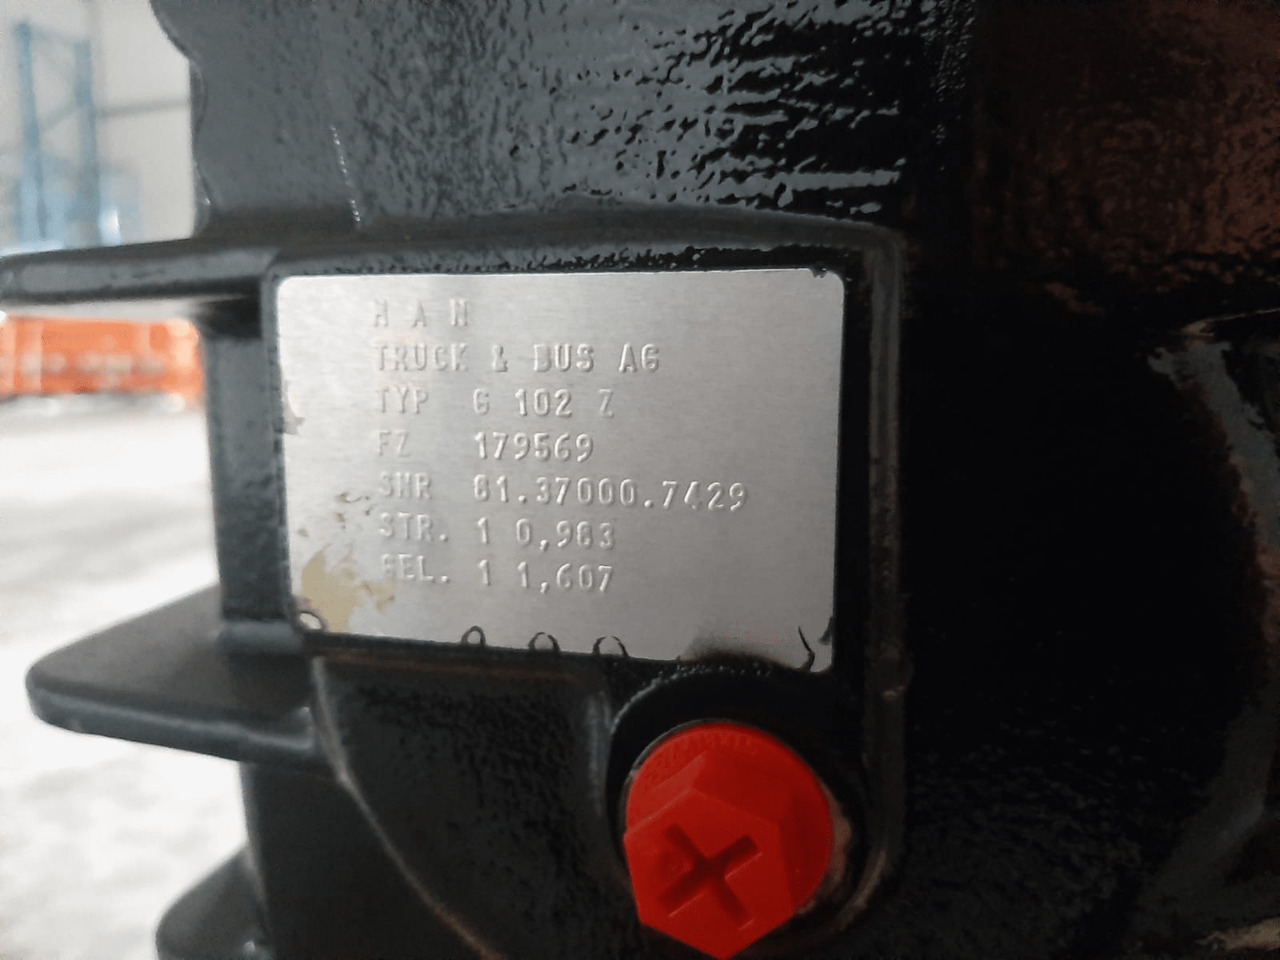 M A N
TRUCK & BUS AG
TYP G 102 Z
FZ 179569
SNR 81.37000.7429
STR. 1 0,983
GEL. 1 1,607